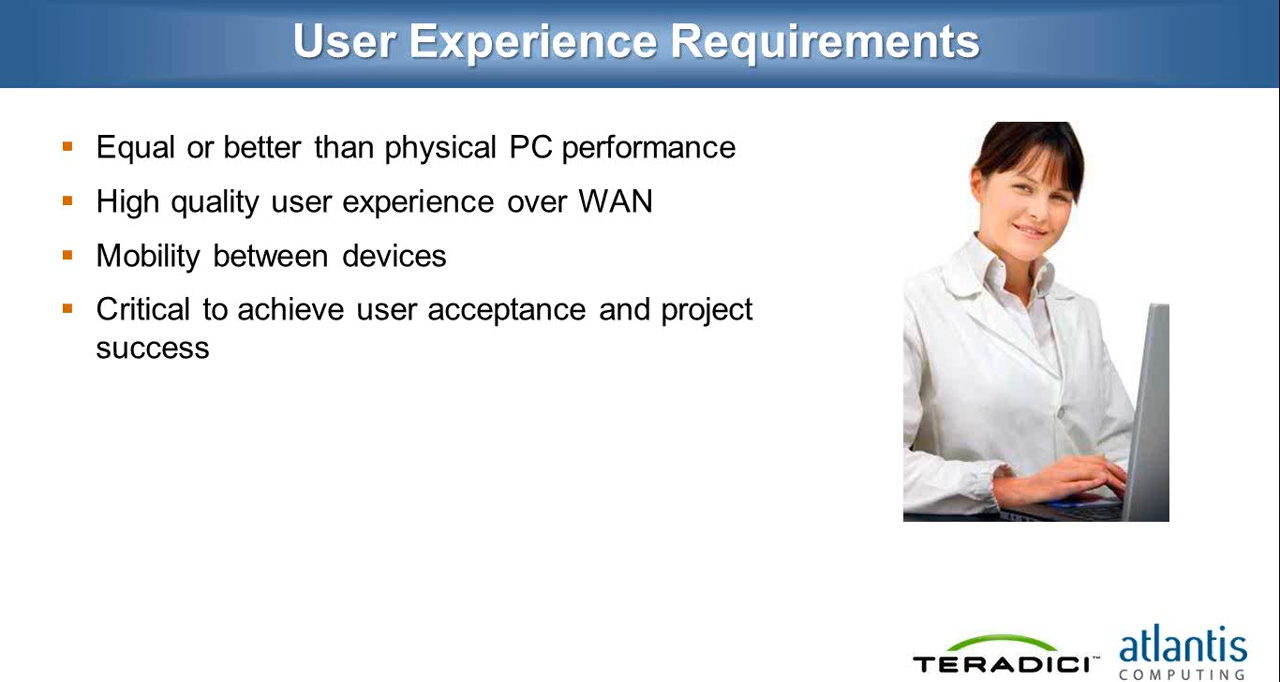 User Experience Requirements
Equal or better than physical PC performance
High quality user experience over WAN
Mobility between devices
Critical to achieve user acceptance and project
success
TERADICI™
atlantis
COMPUTING